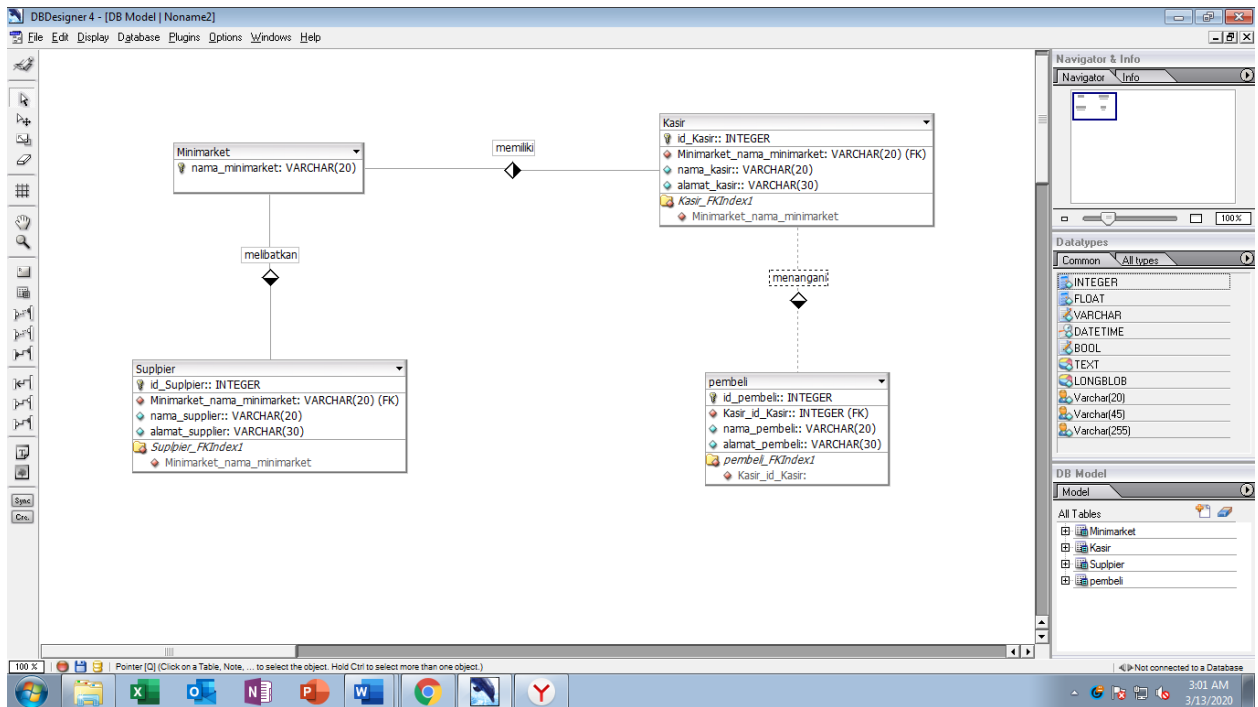 DBDesigner 4 - [DB Model | Noname2]
File Edit Display Database Plugins Options Windows Help
Minimarket
nama_minimarket: VARCHAR(20)
memiliki
Kasir
id_Kasir:: INTEGER
Minimarket_nama_minimarket: VARCHAR(20) (FK)
nama_kasir:: VARCHAR(20)
alamat_kasir:: VARCHAR(30)
Kasir_FKIndex1
Minimarket_nama_minimarket
melibatkan
menangani
Suplpier
id_Suplpier:: INTEGER
Minimarket_nama_minimarket: VARCHAR(20) (FK)
nama_supplier:: VARCHAR(20)
alamat_supplier: VARCHAR(30)
Suplpier_FKIndex1
Minimarket_nama_minimarket
pembeli
id_pembeli:: INTEGER
Kasir_id_Kasir:: INTEGER (FK)
nama_pembeli:: VARCHAR(20)
alamat_pembeli:: VARCHAR(30)
pembeli_FKIndex1
Kasir_id_Kasir:
Navigator & Info
Navigator Info
100 %
Datatypes
Common All types
INTEGER
FLOAT
VARCHAR
DATETIME
BOOL
TEXT
LONGBLOB
Varchar(20)
Varchar(45)
Varchar(255)
DB Model
Model
All Tables
Minimarket
Kasir
Suplpier
pembeli
Sync
Cre.
100 % Pointer [Q] (Click on a Table, Note, ... to select the object. Hold Ctrl to select more than one object.)
Not connected to a Database
3:01 AM
3/13/2020